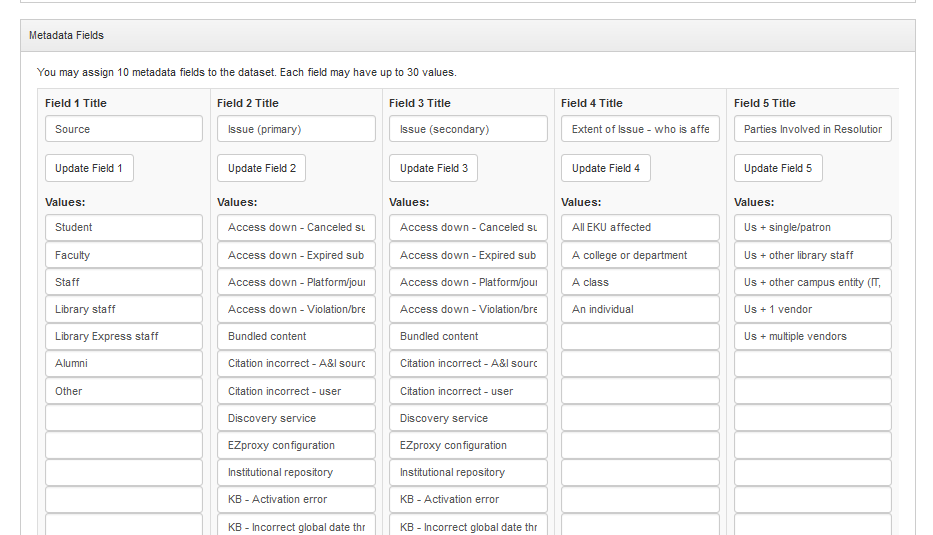 Metadata Fields
You may assign 10 metadata fields to the dataset. Each field may have up to 30 values.
Field 1 Title Field 2 Title Field 3 Title Field 4 Title Field 5 Title
Source Issue (primary) Issue (secondary) Extent of Issue - who is affe Parties Involved in Resolution
Update Field 1 Update Field 2 Update Field 3 Update Field 4 Update Field 5
Values: Values: Values: Values: Values:
Student Access down - Canceled su Access down - Canceled su All EKU affected Us + single/patron
Faculty Access down - Expired sub Access down - Expired sub A college or department Us + other library staff
Staff Access down - Platform/jour Access down - Platform/jour A class Us + other campus entity (IT,
Library staff Access down - Violation/bre Access down - Violation/bre An individual Us + 1 vendor
Library Express staff Bundled content Bundled content Us + multiple vendors
Alumni Citation incorrect - A&I sourc Citation incorrect - A&I sourc
Other Citation incorrect - user Citation incorrect - user
Discovery service Discovery service
EZproxy configuration EZproxy configuration
Institutional repository Institutional repository
KB - Activation error KB - Activation error
KB - Incorrect global date thr KB - Incorrect global date thr